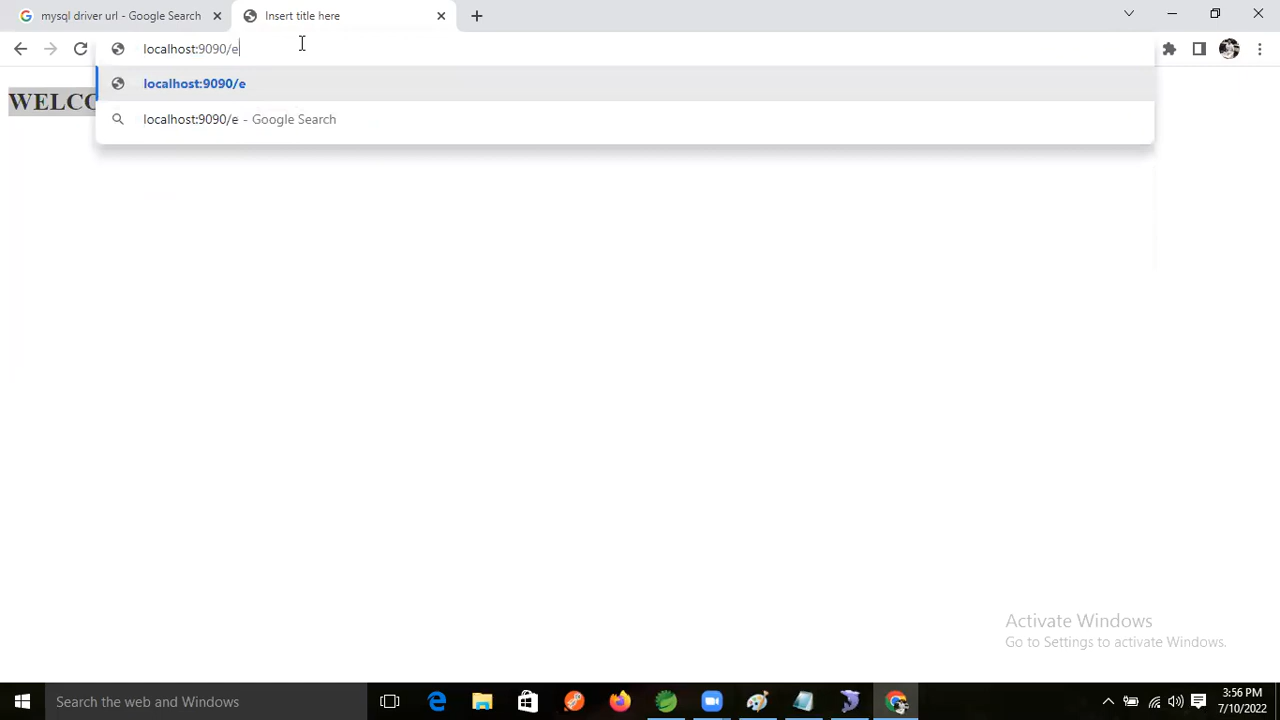 mysql driver url - Google Search
Insert title here
localhost:9090/e
localhost:9090/e
localhost:9090/e - Google Search
WELCO
Activate Windows
Go to Settings to activate Windows.
Search the web and Windows
3:56 PM
7/10/2022